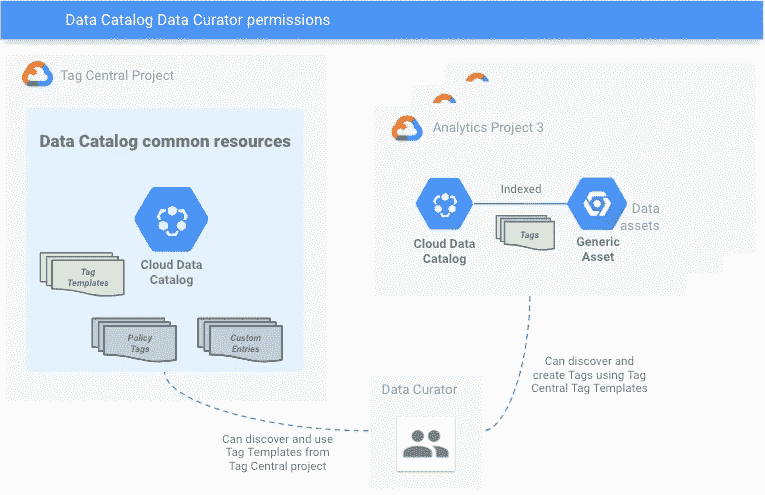 Data Catalog Data Curator permissions
Tag Central Project
Data Catalog common resources
Cloud Data
Catalog
Tag
Templates
Policy
Tags
Custom
Entries
Analytics Project 3
Indexed
Tags
Cloud Data
Catalog
Generic
Asset
Data
assets
Can discover and
create Tags using Tag
Central Tag Templates
Data Curator
Can discover and use
Tag Templates from
Tag Central project